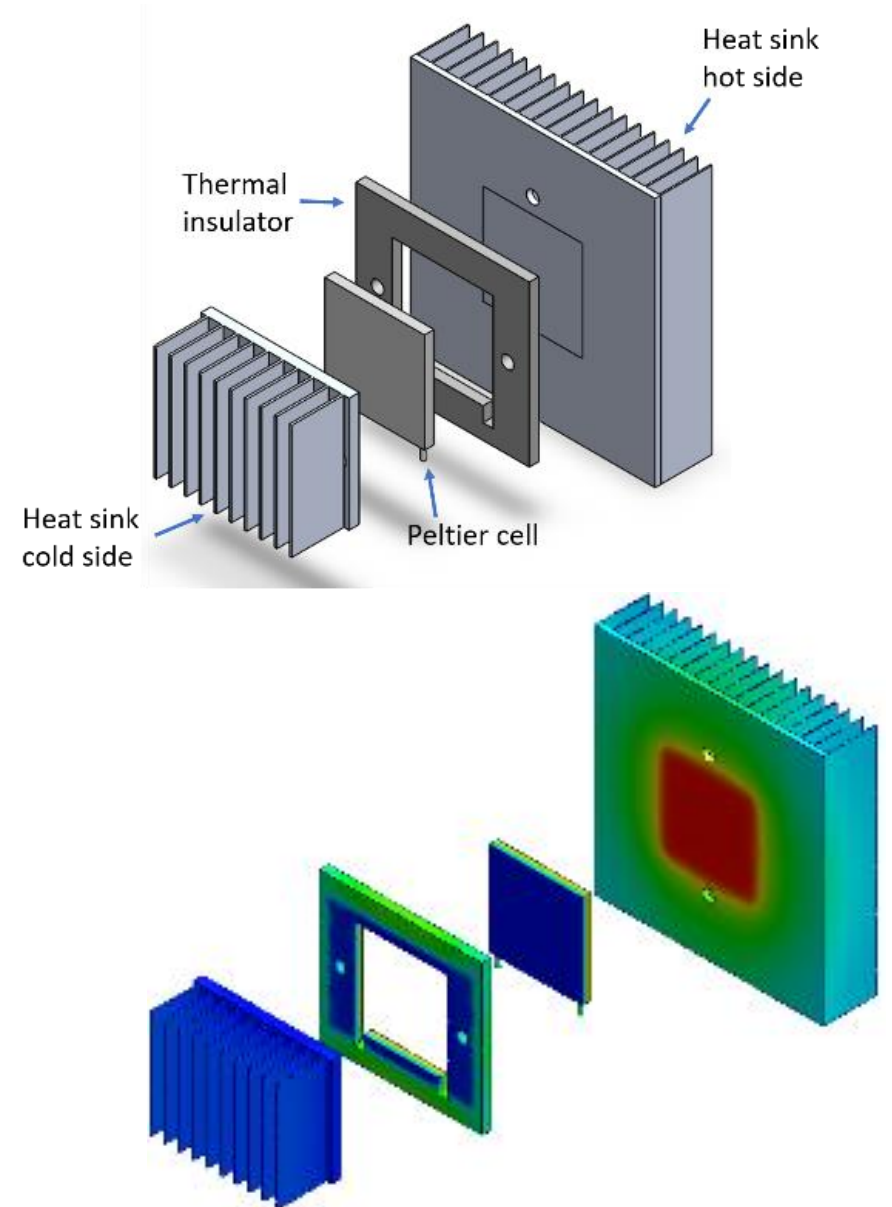 Heat sink
hot side
Thermal
insulator
Heat sink
cold side
Peltier cell